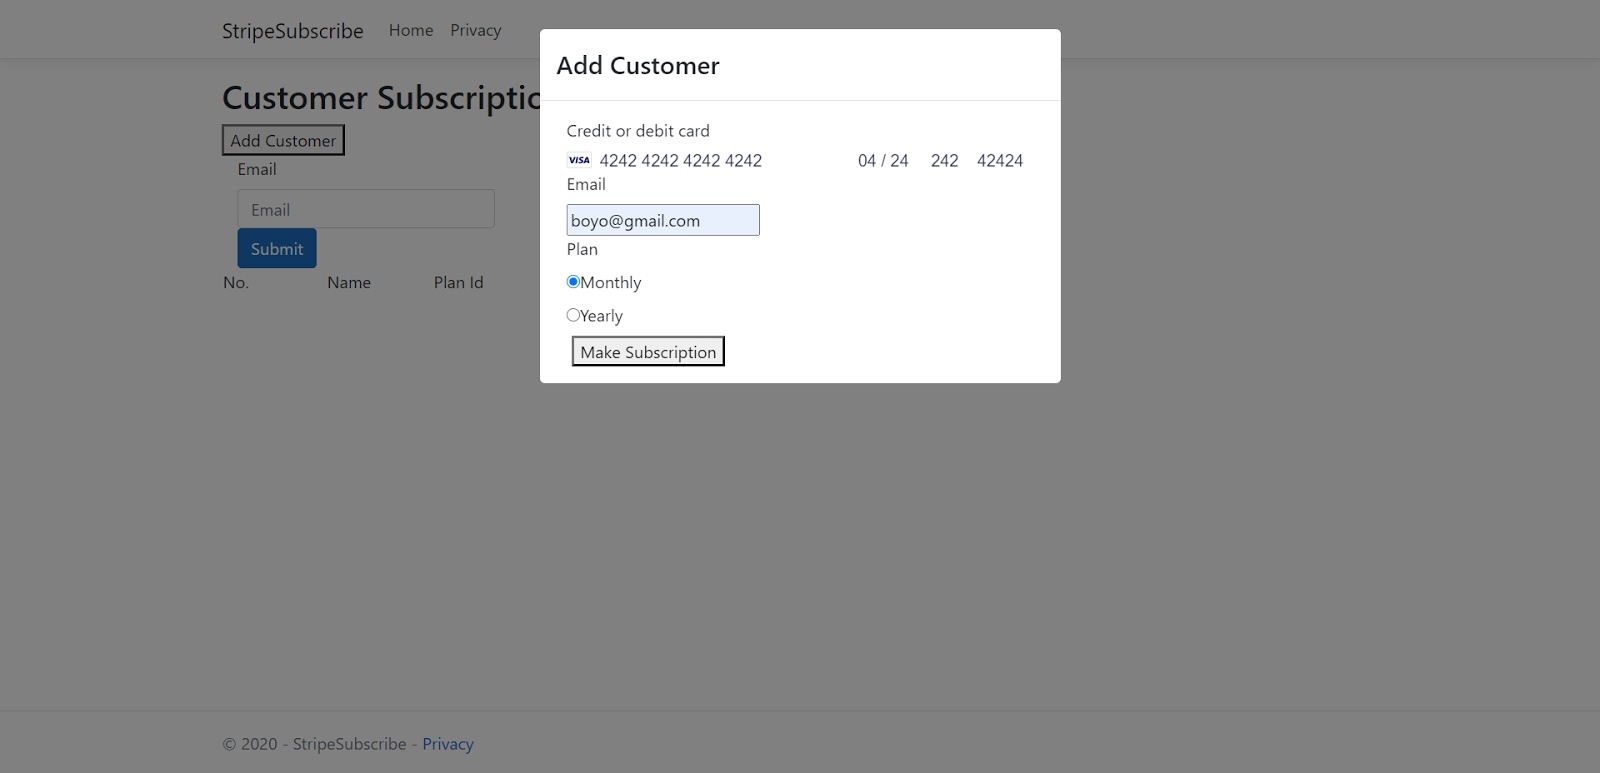 StripeSubscribe Home Privacy
Customer Subscriptio
Add Customer
Email
Email
Submit
No. Name Plan Id
Add Customer
Credit or debit card
VISA 4242 4242 4242 4242 04 / 24 242 42424
Email
boyo@gmail.com
Plan
Monthly
Yearly
Make Subscription
© 2020 - StripeSubscribe - Privacy